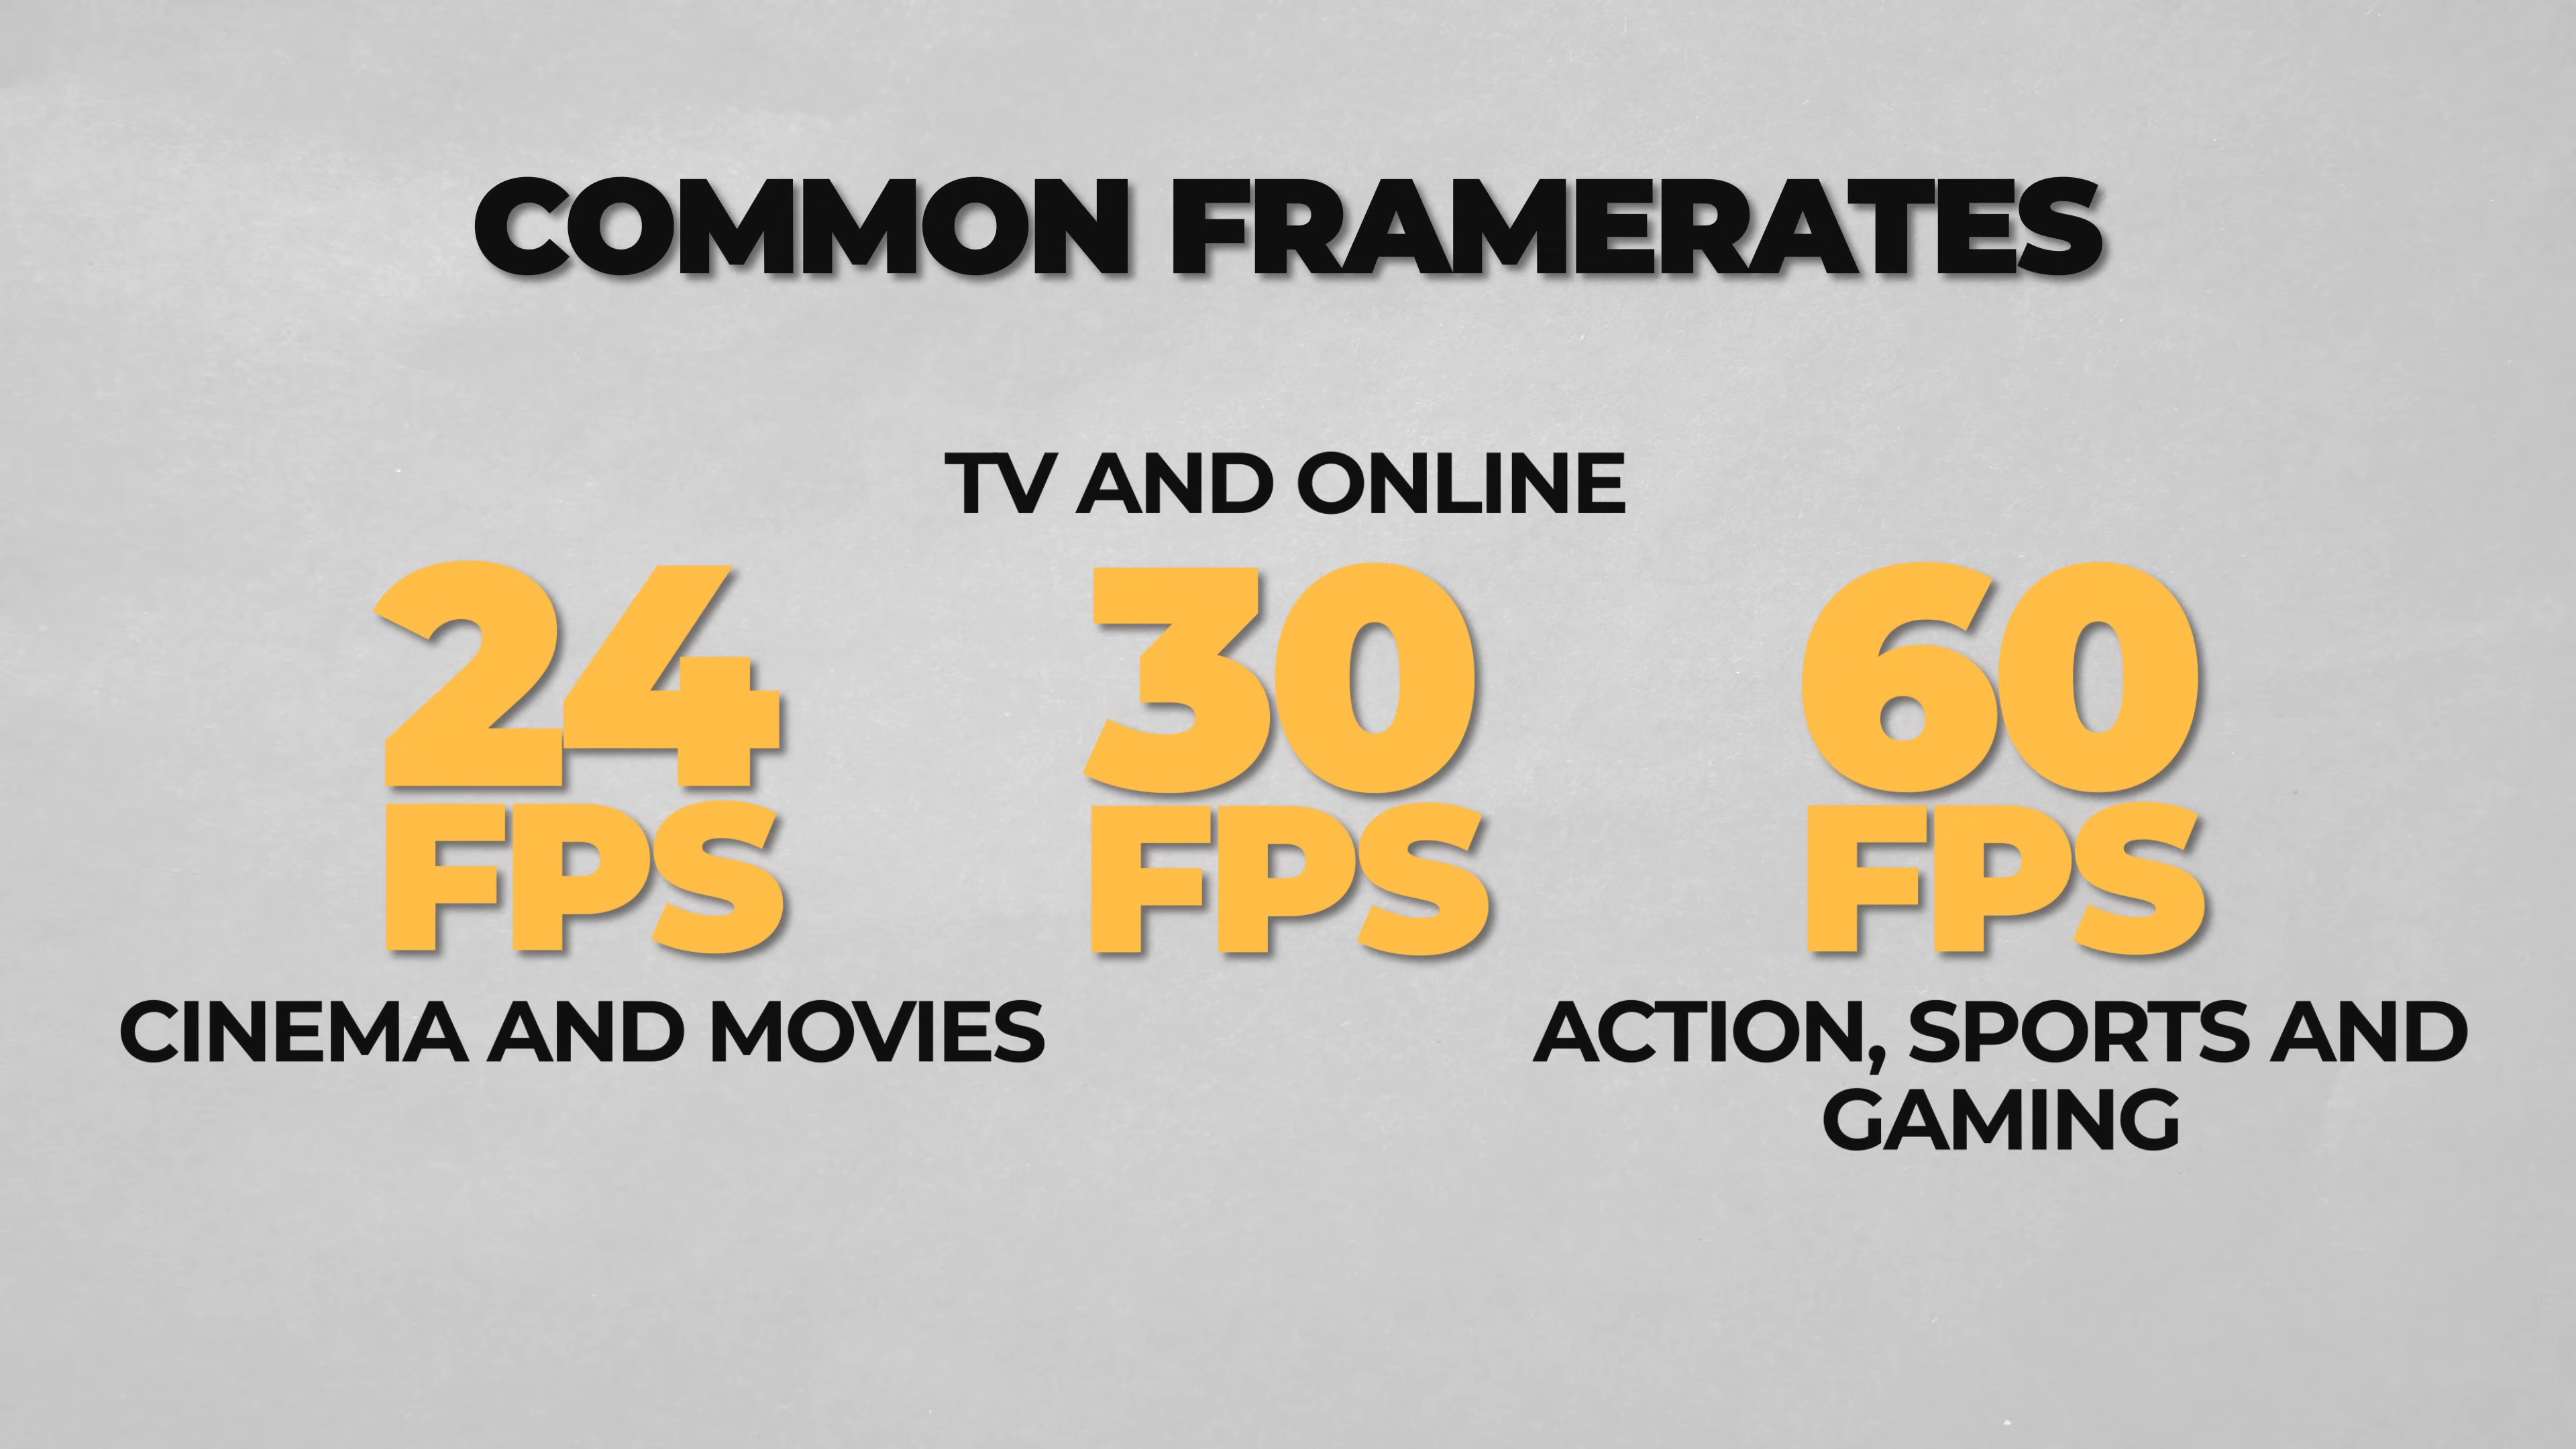 COMMON FRAMERATES
TV AND ONLINE
24
FPS
CINEMA AND MOVIES
30
FPS
60
FPS
ACTION, SPORTS AND
GAMING